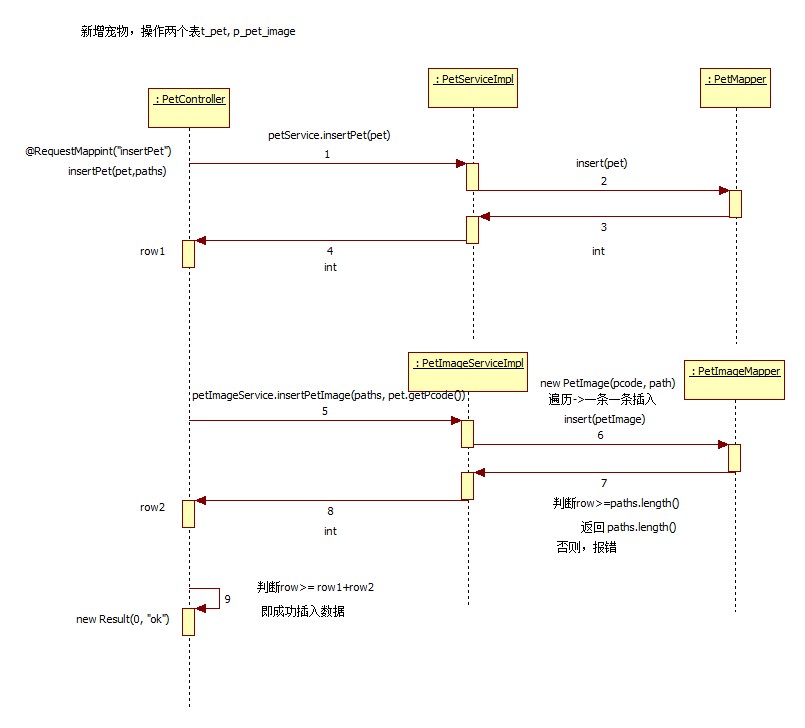 新增宠物，操作两个表t_pet, p_pet_image
: PetServiceImpl
: PetMapper
: PetController
petService.insertPet(pet)
@RequestMappint("insertPet")
1
insert(pet)
insertPet(pet,paths)
2
3
row1
4
int
int
: PetImageServiceImpl
: PetImageMapper
new PetImage(pcode, path)
petImageService.insertPetImage(paths, pet.getPcode())
遍历->一条一条插入
5
insert(petImage)
6
7
row2
8
判断row>=paths.length()
int
返回 paths.length()
否则，报错
判断row>= row1+row2
9
即成功插入数据
new Result(0, "ok")